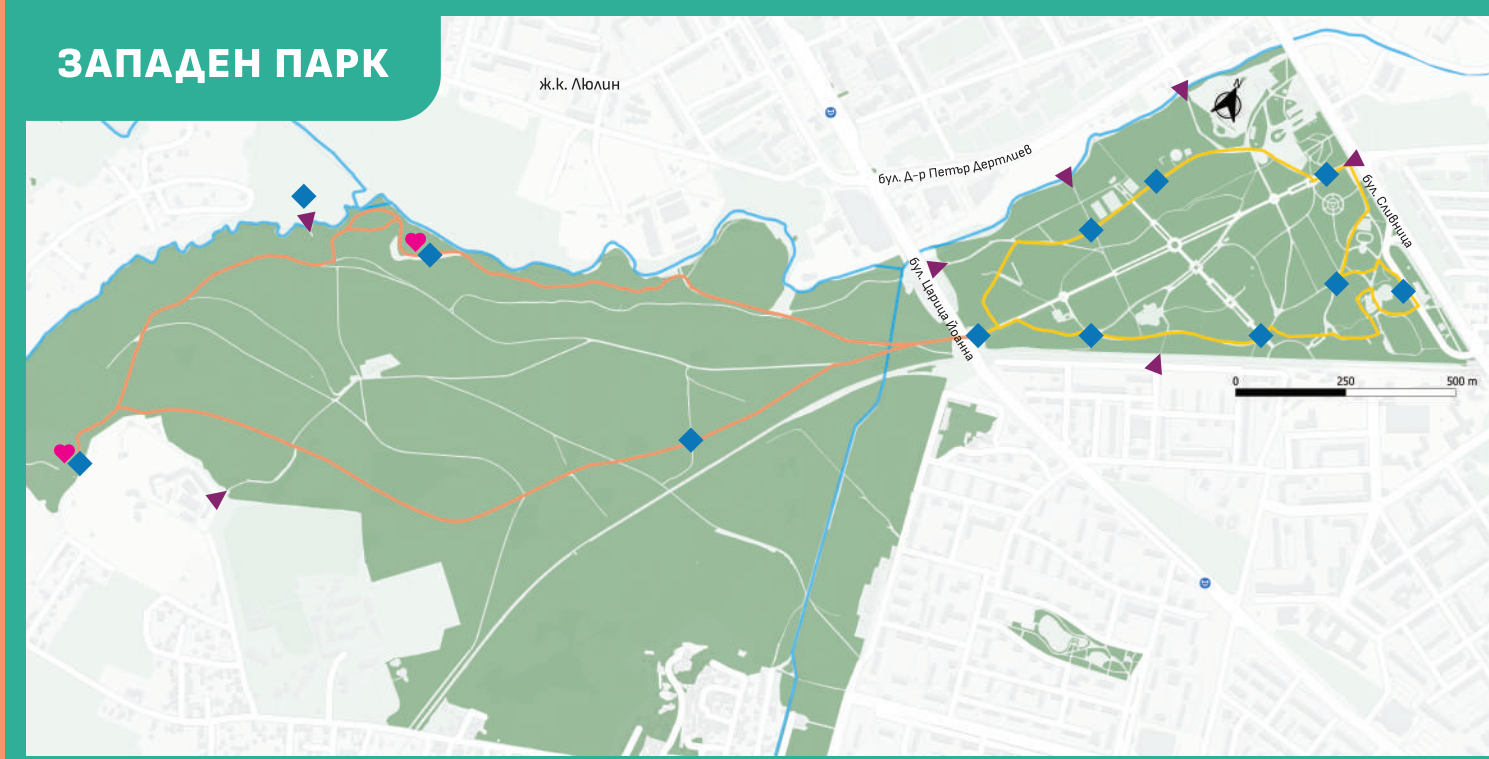 ЗАПАДЕН ПАРК
ж.к. Люлин
N
бул. Д-р Петър Дертлиев
бул. Сливница
бул. Царица Йоанна
0 250 500 m